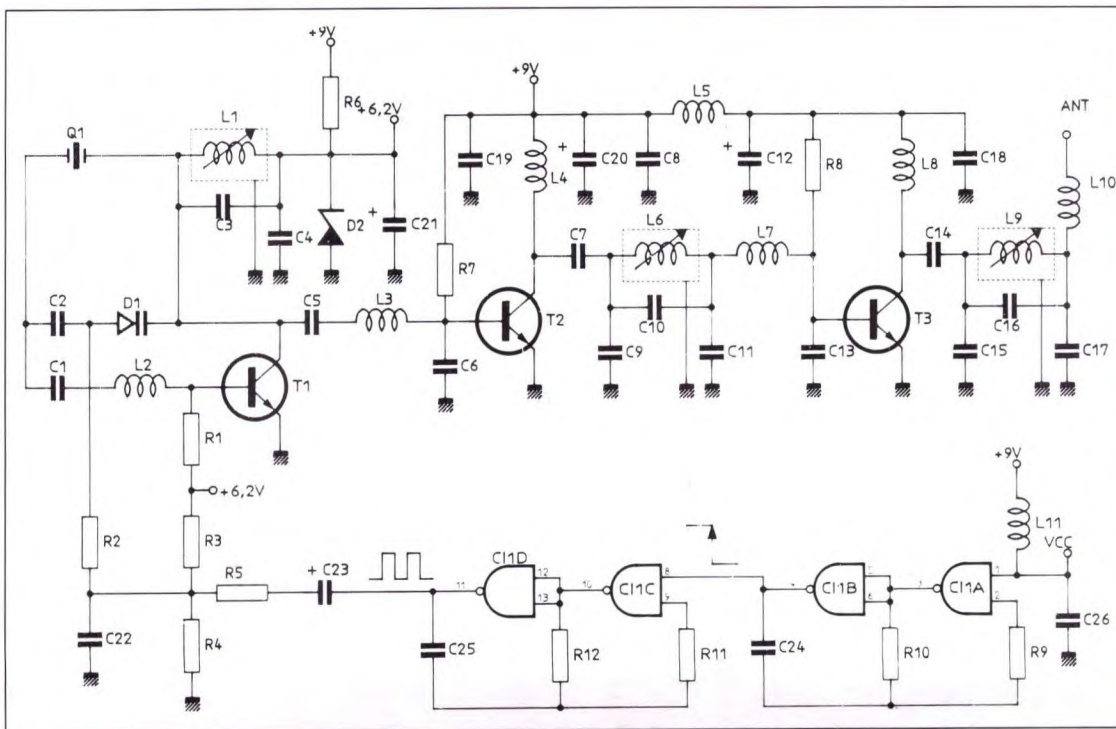 +9V
R6
+6,2V
+9V
L5
ANT
Q1
L1
C19
C20
C8
C12
R8
L8
C18
L4
L10
C3
C4
D2
C21
R7
C7
L6
L7
C14
L9
C2
D1
C5
L3
T2
C10
T3
C16
C1
L2
T1
C6
C9
C11
C13
C15
C17
R1
+6,2V
+9V
L11
VCC
R2
R3
R5
C23
CI1D
CI1C
CI1B
CI1A
11
12
13
10
8
9
5
6
1
2
C22
R4
C25
R12
R11
C24
R10
R9
C26